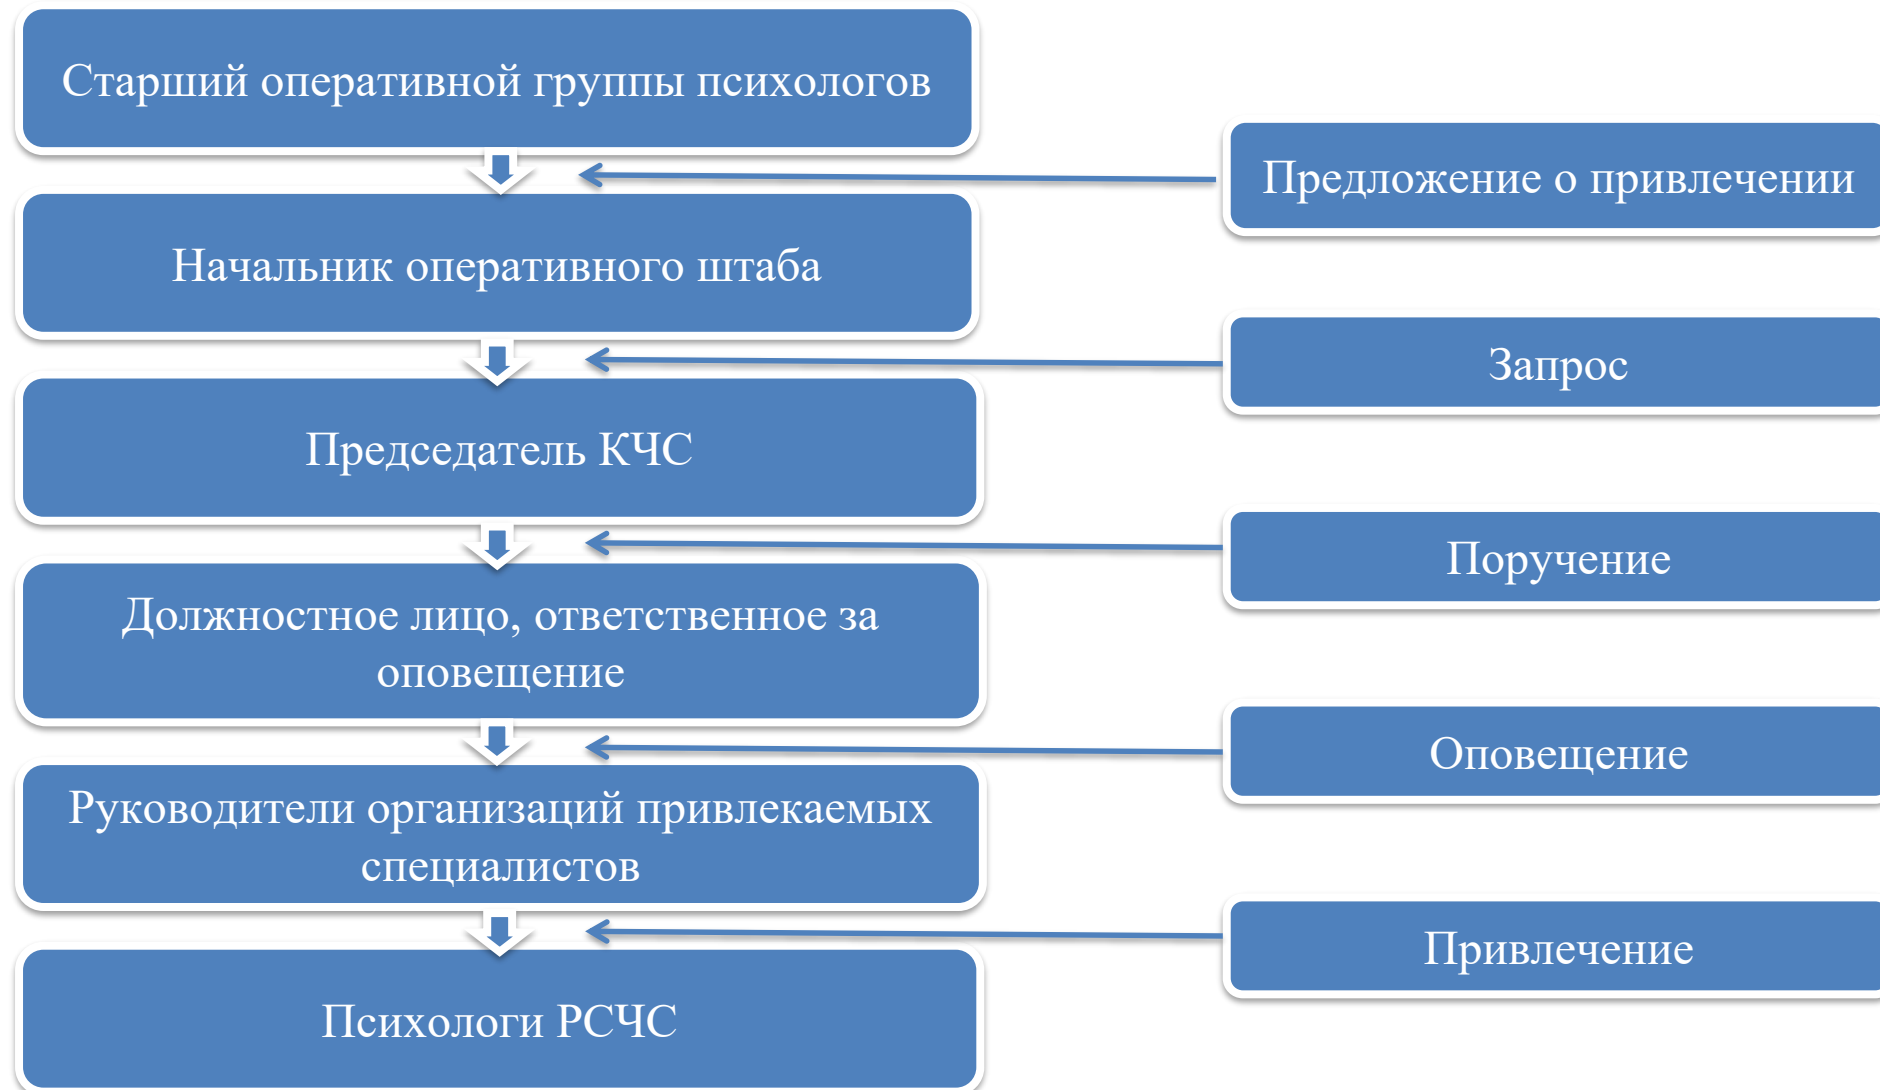 Старший оперативной группы психологов
Предложение о привлечении
Начальник оперативного штаба
Запрос
Председатель КЧС
Поручение
Должностное лицо, ответственное за
оповещение
Оповещение
Руководители организаций привлекаемых
специалистов
Привлечение
Психологи РСЧС